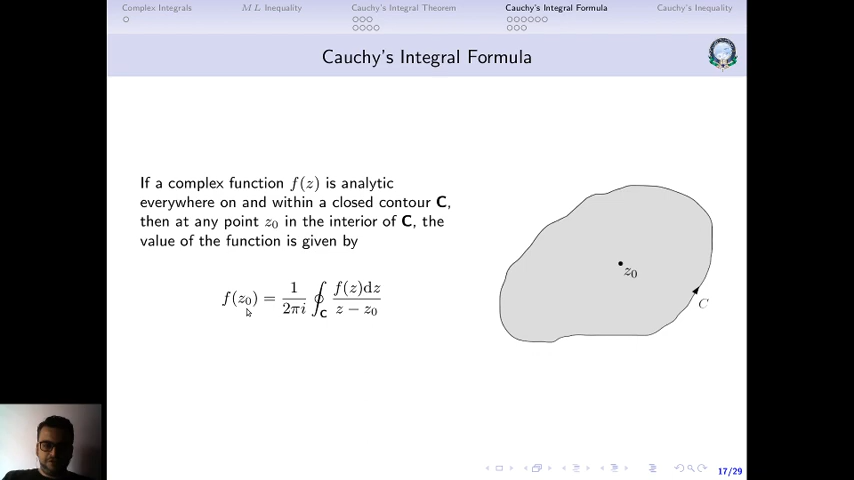 Complex Integrals
M L Inequality
Cauchy's Integral Theorem
Cauchy's Integral Formula
Cauchy's Inequality
Cauchy's Integral Formula
If a complex function f(z) is analytic
everywhere on and within a closed contour C,
then at any point z₀ in the interior of C, the
value of the function is given by
f(z₀) = 1/2πi ∮_C f(z)dz/z − z₀
z₀
C
17/29